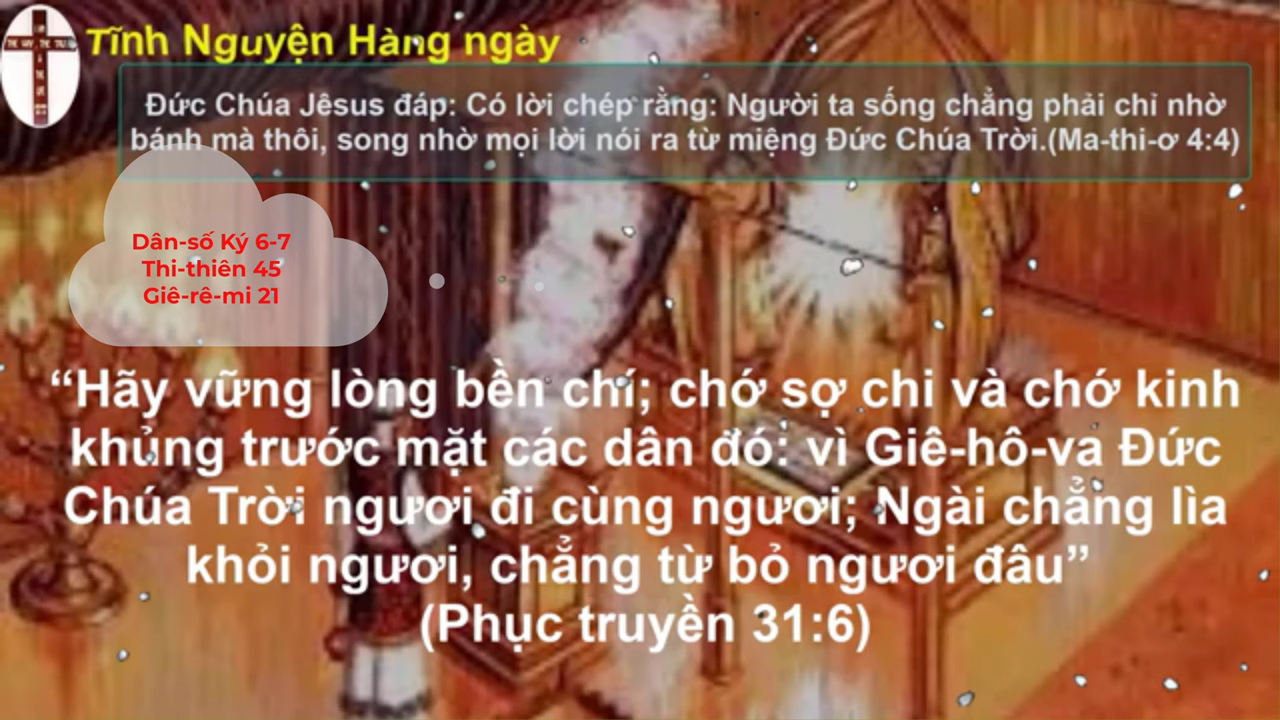 Tĩnh Nguyện Hàng ngày
Đức Chúa Jêsus đáp: Có lời chép rằng: Người ta sống chẳng phải chỉ nhờ
bánh mà thôi, song nhờ mọi lời nói ra từ miệng Đức Chúa Trời.(Ma-thi-ơ 4:4)
Dân-số Ký 6-7
Thi-thiên 45
Giê-rê-mi 21
“Hãy vững lòng bền chí; chớ sợ chi và chớ kinh
khủng trước mặt các dân đó: vì Giê-hô-va Đức
Chúa Trời ngươi đi cùng ngươi; Ngài chẳng lìa
khỏi ngươi, chẳng từ bỏ ngươi đâu”
(Phục truyền 31:6)